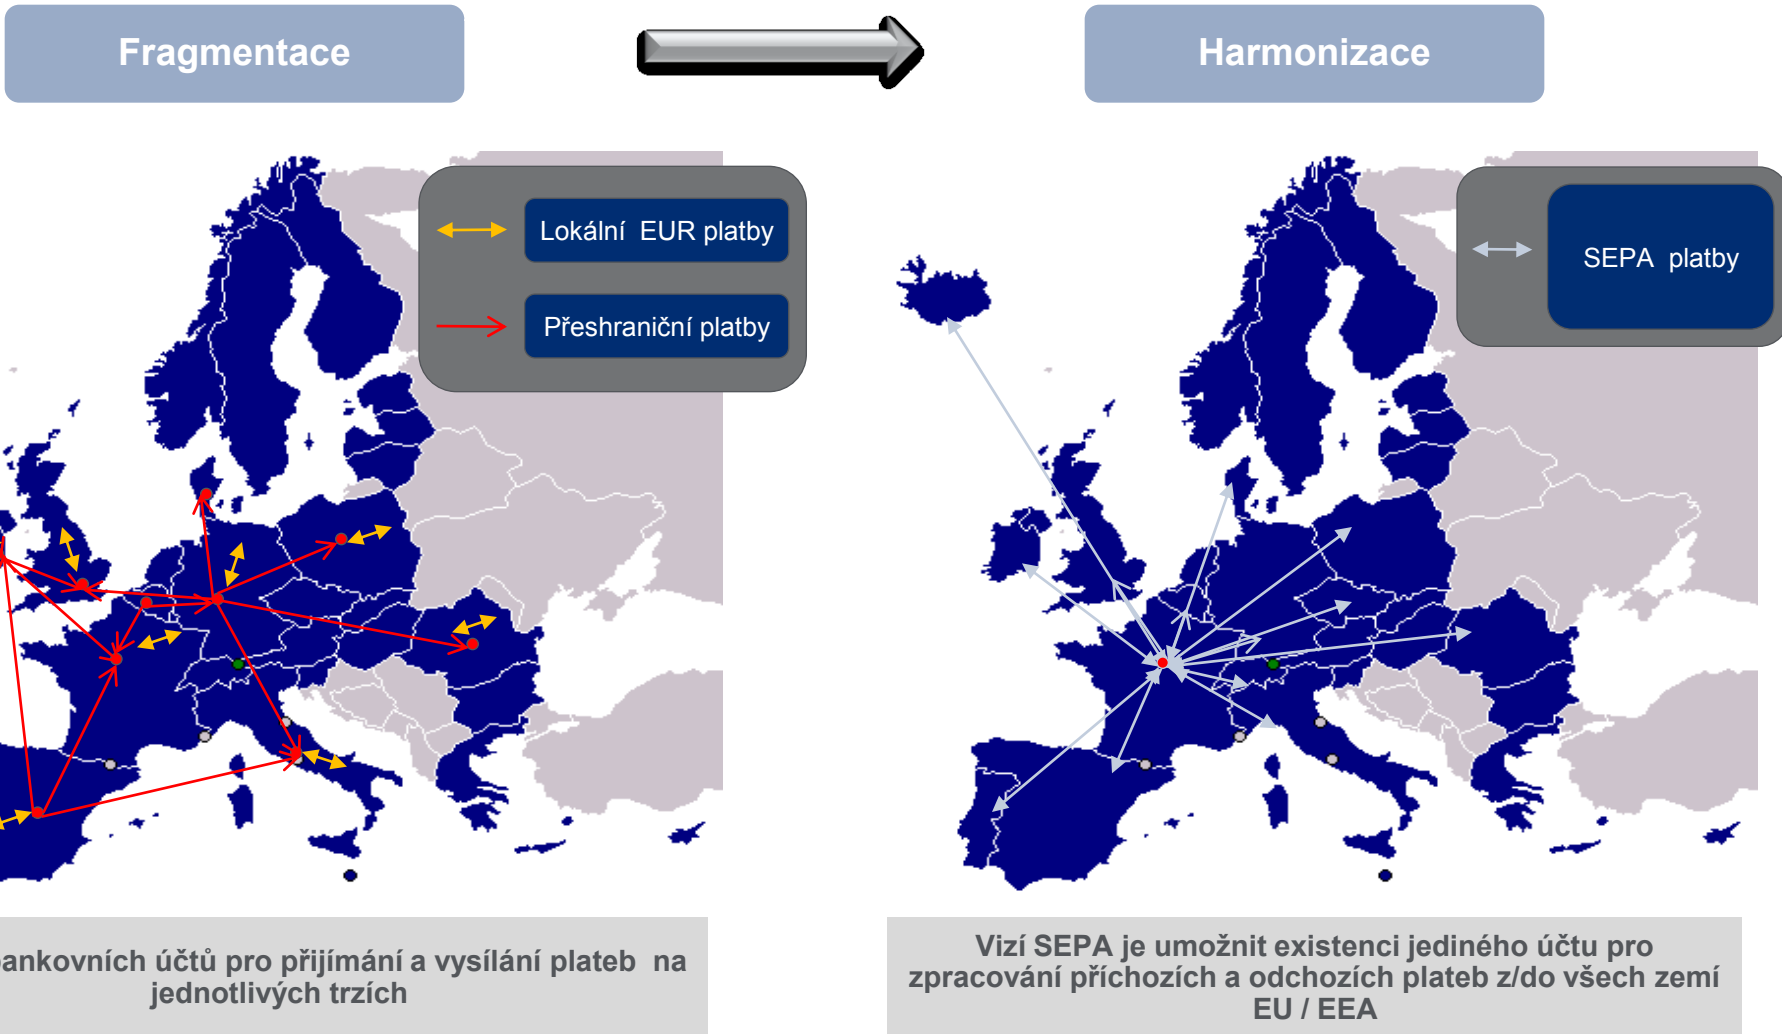 Fragmentace
Harmonizace
Lokální EUR platby
Přeshraniční platby
SEPA platby
bankovních účtů pro přijímání a vysílání plateb na
jednotlivých trzích
Vizí SEPA je umožnit existenci jediného účtu pro
zpracování příchozích a odchozích plateb z/do všech zemí
EU / EEA